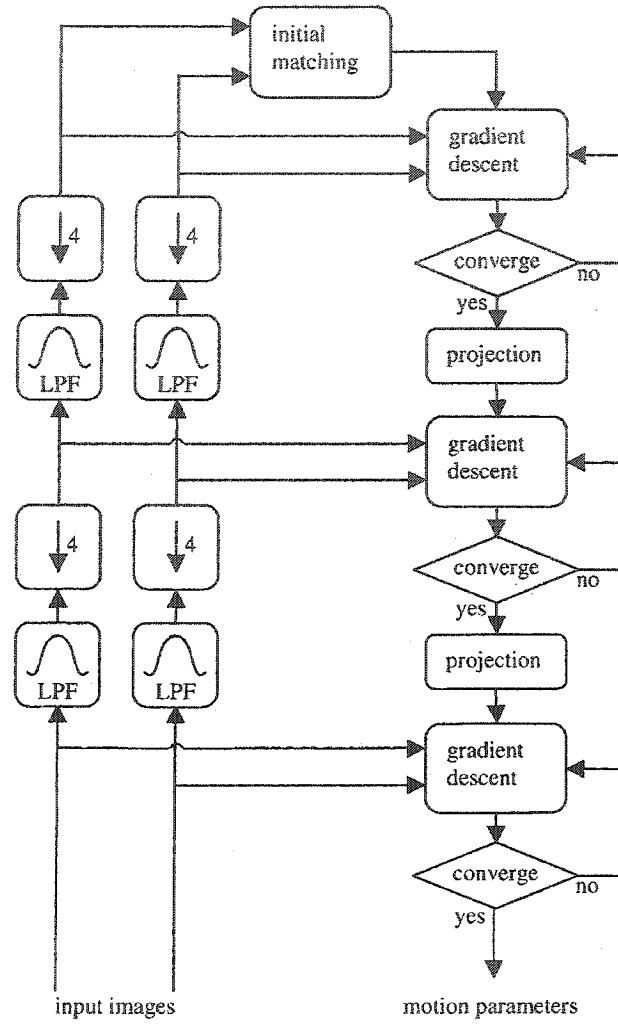 initial
matching
gradient
descent
4
4
converge
no
yes
LPF
LPF
projection
gradient
descent
4
4
converge
no
yes
LPF
LPF
projection
gradient
descent
converge
no
yes
input images
motion parameters